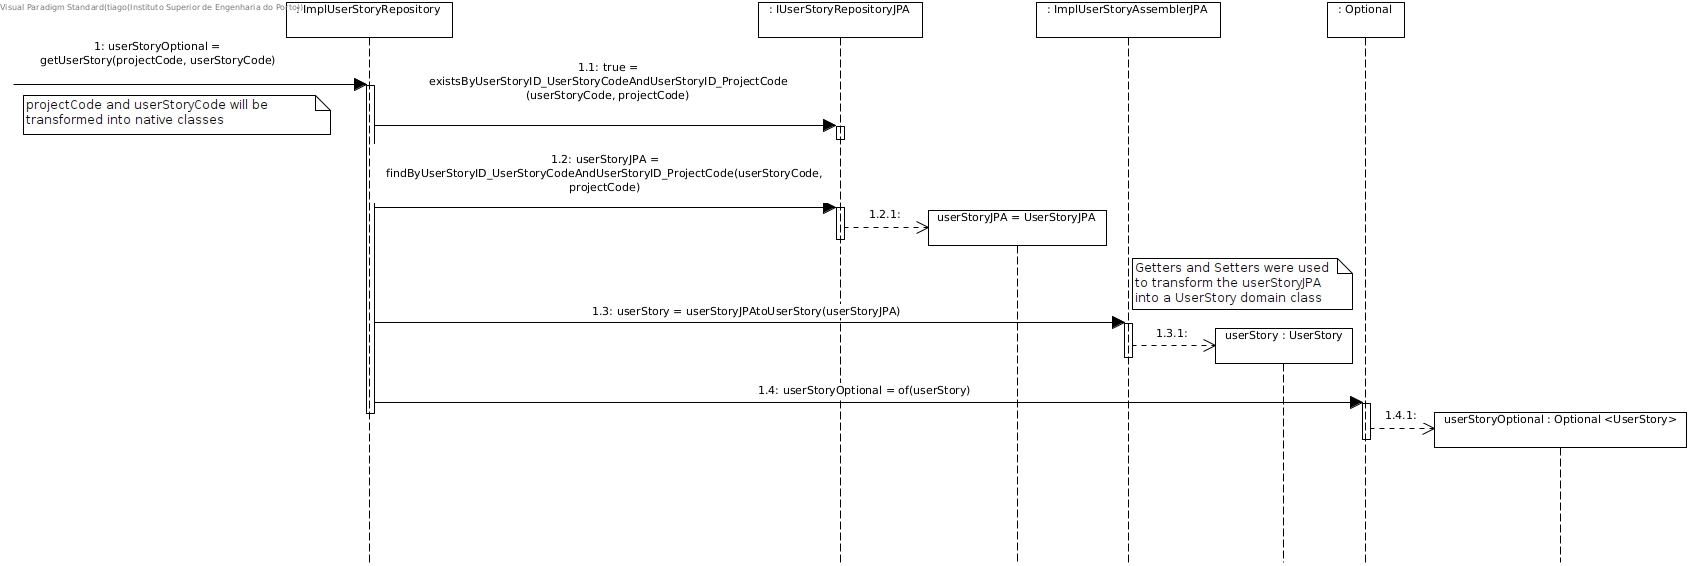 Visual Paradigm Standard(tiago(Instituto Superior de Engenharia do Porto))
: ImplUserStoryRepository
: IUserStoryRepositoryJPA
: ImplUserStoryAssemblerJPA
: Optional
1: userStoryOptional =
getUserStory(projectCode, userStoryCode)
projectCode and userStoryCode will be
transformed into native classes
1.1: true =
existsByUserStoryID_UserStoryCodeAndUserStoryID_ProjectCode
(userStoryCode, projectCode)
1.2: userStoryJPA =
findByUserStoryID_UserStoryCodeAndUserStoryID_ProjectCode(userStoryCode,
projectCode)
1.2.1:
userStoryJPA = UserStoryJPA
Getters and Setters were used
to transform the userStoryJPA
into a UserStory domain class
1.3: userStory = userStoryJPAtoUserStory(userStoryJPA)
1.3.1:
userStory : UserStory
1.4: userStoryOptional = of(userStory)
1.4.1:
userStoryOptional : Optional <UserStory>